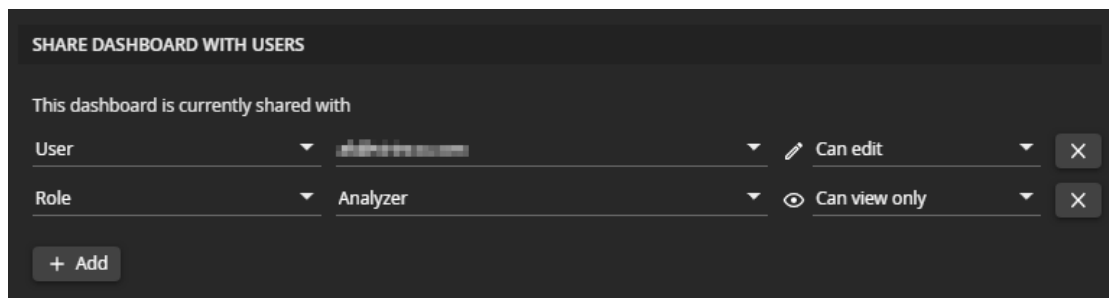 SHARE DASHBOARD WITH USERS
This dashboard is currently shared with
User Can edit
Role Analyzer Can view only
+ Add